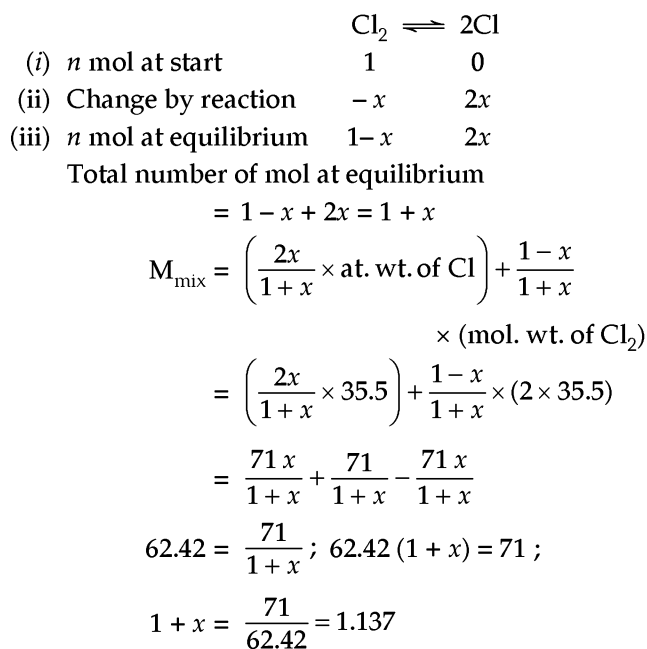 Cl₂ ⇌ 2Cl
(i) n mol at start 1 0
(ii) Change by reaction – x 2x
(iii) n mol at equilibrium 1– x 2x
Total number of mol at equilibrium
= 1 – x + 2x = 1 + x
M_mix = (2x/(1 + x) × at. wt. of Cl) + (1 – x)/(1 + x)
× (mol. wt. of Cl₂)
= (2x/(1 + x) × 35.5) + (1 – x)/(1 + x) × (2 × 35.5)
= 71 x/(1 + x) + 71/(1 + x) – 71 x/(1 + x)
62.42 = 71/(1 + x) ; 62.42 (1 + x) = 71 ;
1 + x = 71/62.42 = 1.137